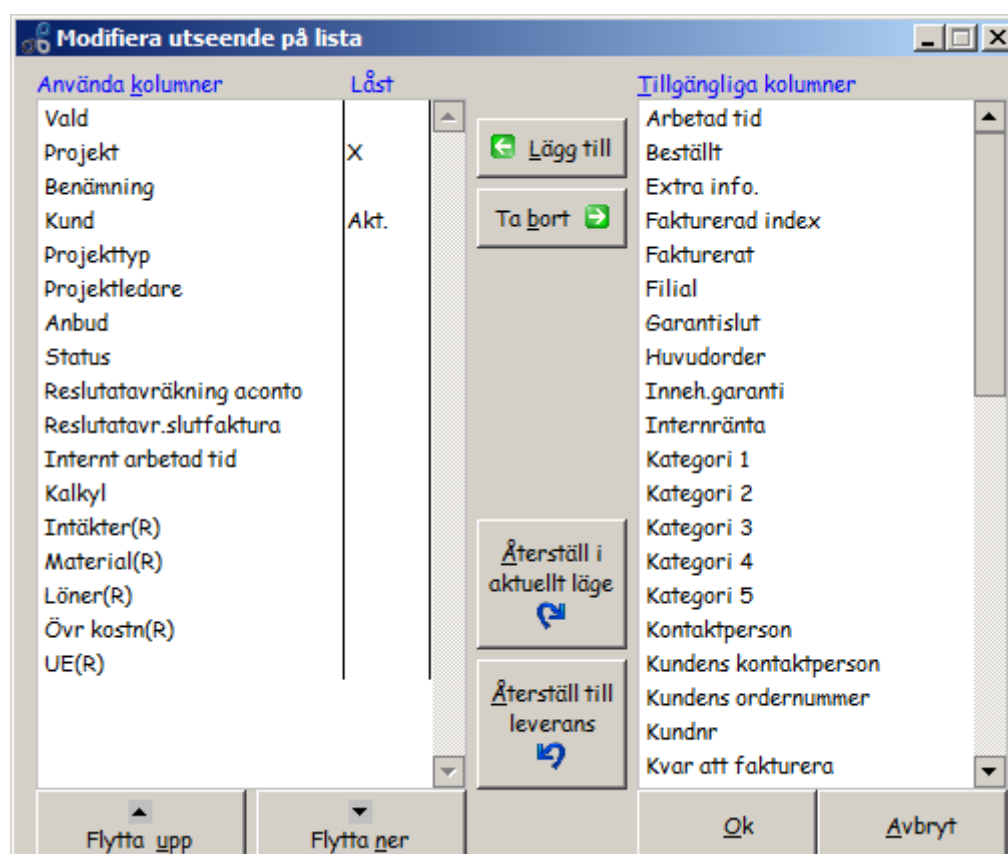 Modifiera utseende på lista
Använda kolumner Låst
Vald
Projekt X
Benämning
Kund Akt.
Projekttyp
Projektledare
Anbud
Status
Reslutatavräkning aconto
Reslutatavr.slutfaktura
Internt arbetad tid
Kalkyl
Intäkter(R)
Material(R)
Löner(R)
Övr kostn(R)
UE(R)
Flytta upp
Flytta ner
Lägg till
Ta bort
Återställ i
aktuellt läge
Återställ till
leverans
Tillgängliga kolumner
Arbetad tid
Beställt
Extra info.
Fakturerad index
Fakturerat
Filial
Garantislut
Huvudorder
Inneh.garanti
Internränta
Kategori 1
Kategori 2
Kategori 3
Kategori 4
Kategori 5
Kontaktperson
Kundens kontaktperson
Kundens ordernummer
Kundnr
Kvar att fakturera
Ok
Avbryt